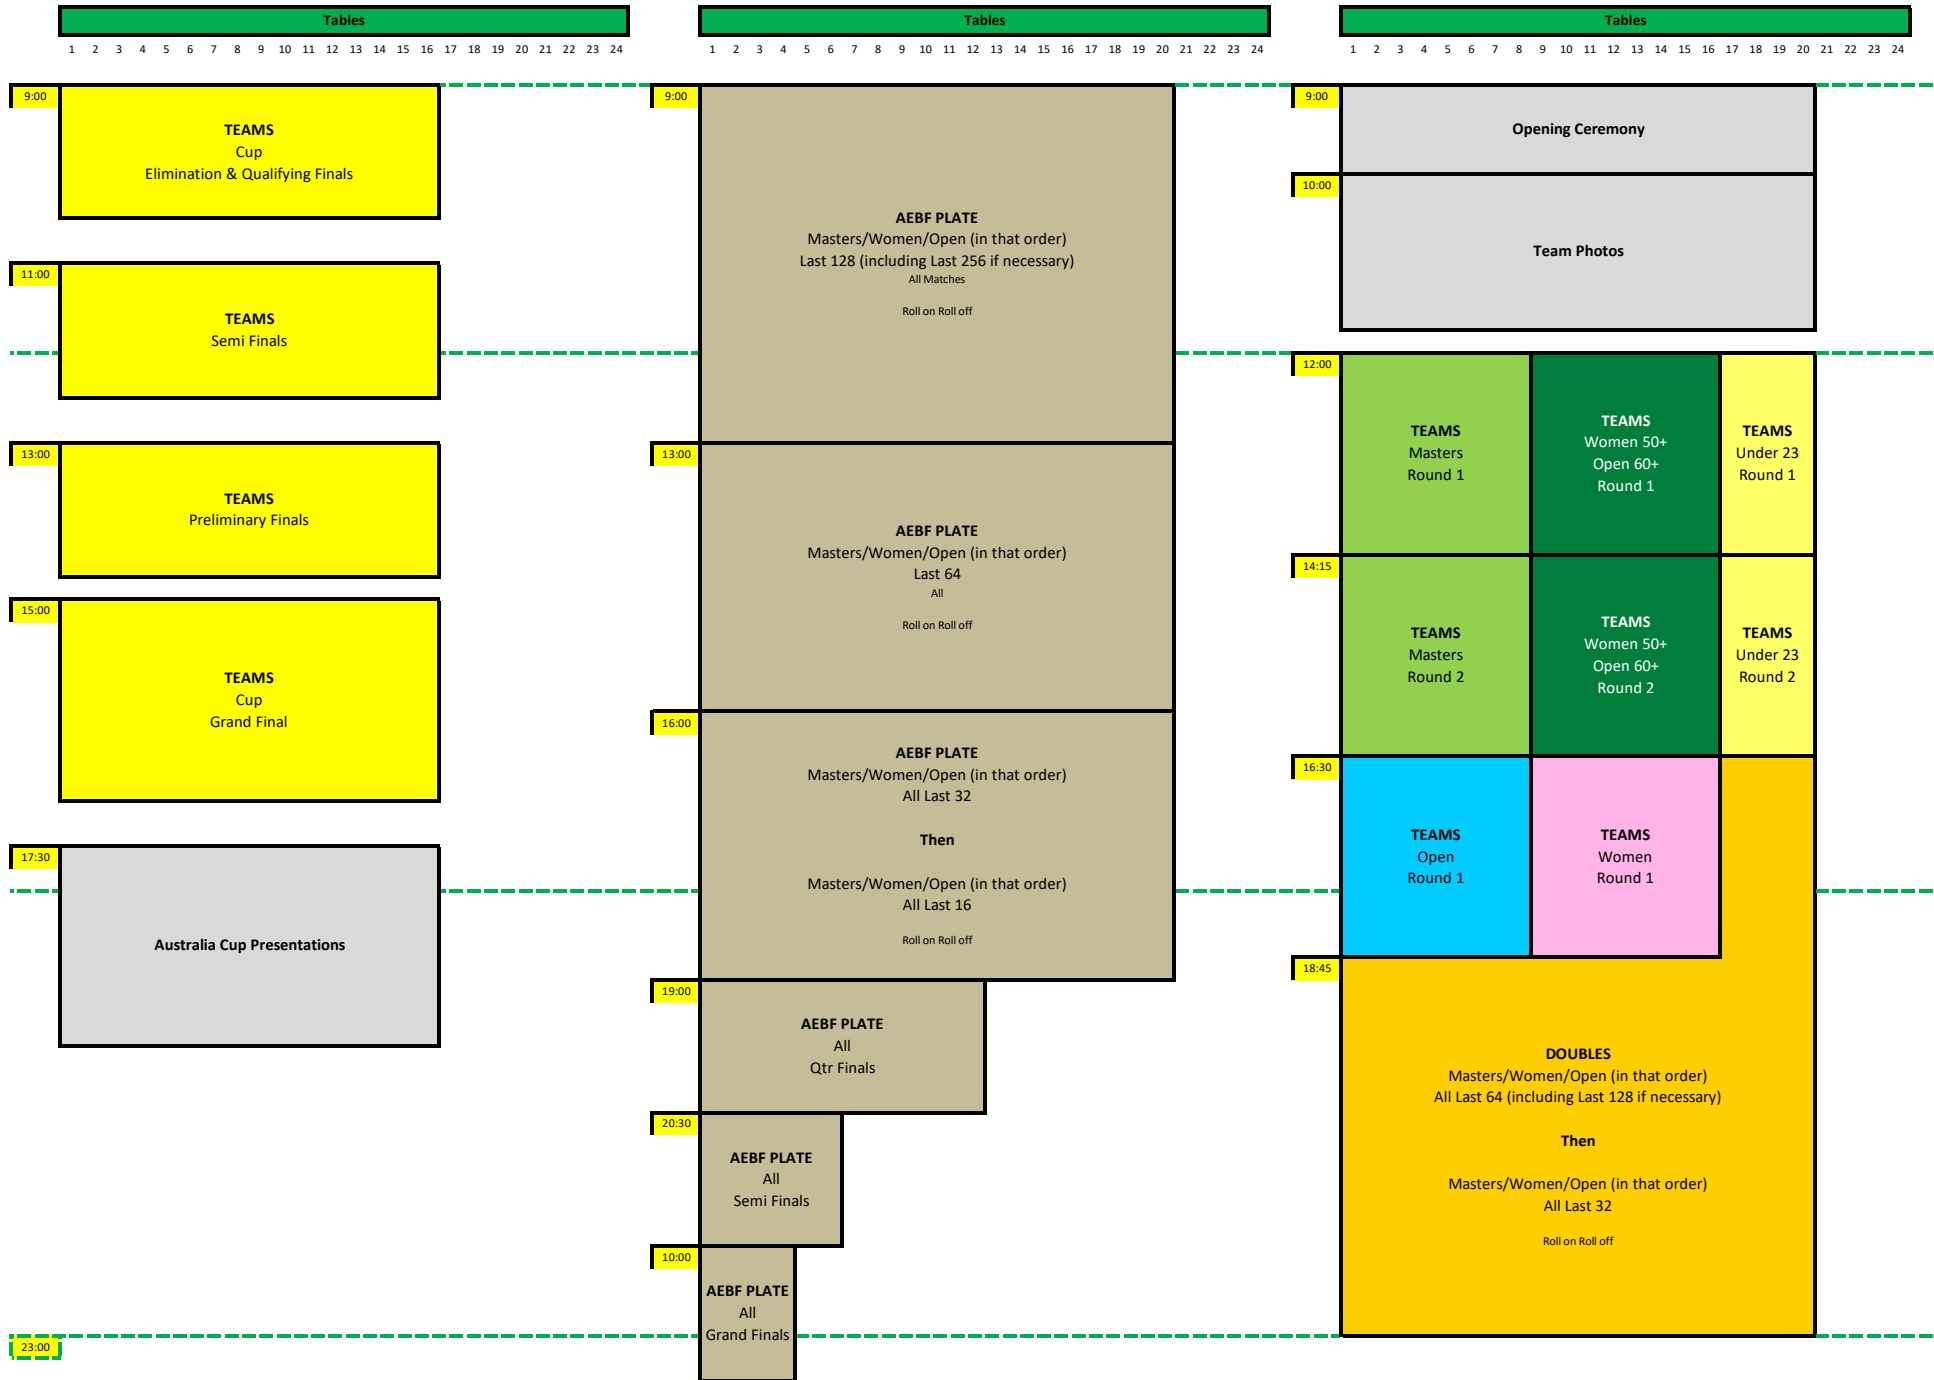 Tables
1 2 3 4 5 6 7 8 9 10 11 12 13 14 15 16 17 18 19 20 21 22 23 24
9:00
TEAMS
Cup
Elimination & Qualifying Finals
11:00
TEAMS
Semi Finals
13:00
TEAMS
Preliminary Finals
15:00
TEAMS
Cup
Grand Final
17:30
Australia Cup Presentations
23:00
Tables
1 2 3 4 5 6 7 8 9 10 11 12 13 14 15 16 17 18 19 20 21 22 23 24
9:00
AEBF PLATE
Masters/Women/Open (in that order)
Last 128 (including Last 256 if necessary)
All Matches
Roll on Roll off
13:00
AEBF PLATE
Masters/Women/Open (in that order)
Last 64
All
Roll on Roll off
16:00
AEBF PLATE
Masters/Women/Open (in that order)
All Last 32
Then
Masters/Women/Open (in that order)
All Last 16
Roll on Roll off
19:00
AEBF PLATE
All
Qtr Finals
20:30
AEBF PLATE
All
Semi Finals
10:00
AEBF PLATE
All
Grand Finals
Tables
1 2 3 4 5 6 7 8 9 10 11 12 13 14 15 16 17 18 19 20 21 22 23 24
9:00
Opening Ceremony
10:00
Team Photos
12:00
TEAMS
Masters
Round 1
TEAMS
Women 50+
Open 60+
Round 1
TEAMS
Under 23
Round 1
14:15
TEAMS
Masters
Round 2
TEAMS
Women 50+
Open 60+
Round 2
TEAMS
Under 23
Round 2
16:30
TEAMS
Open
Round 1
TEAMS
Women
Round 1
18:45
DOUBLES
Masters/Women/Open (in that order)
All Last 64 (including Last 128 if necessary)
Then
Masters/Women/Open (in that order)
All Last 32
Roll on Roll off